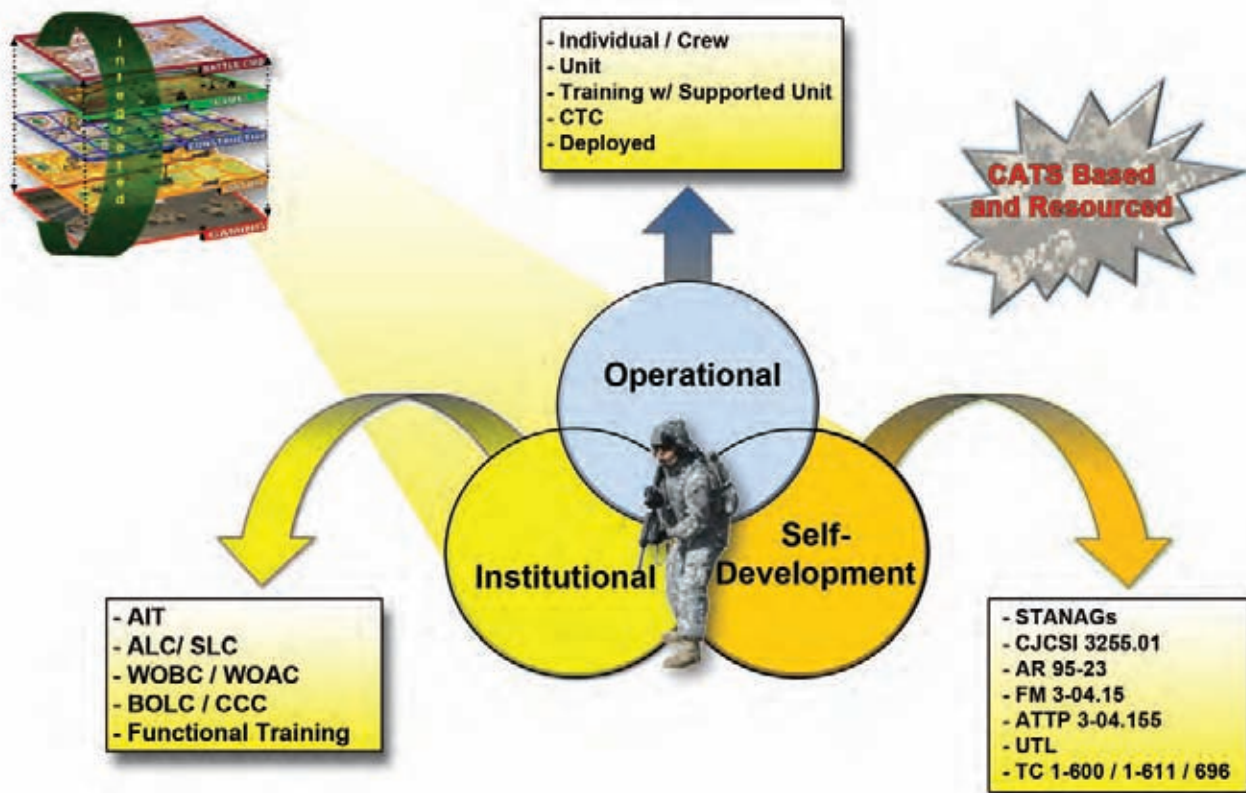 Integrated
BATTLE CMD
LIVE
CONSTRUCTIVE
GAMING
- Individual / Crew
- Unit
- Training w/ Supported Unit
- CTC
- Deployed
CATS Based
and Resourced
Operational
Institutional
Self-
Development
- AIT
- ALC/ SLC
- WOBC / WOAC
- BOLC / CCC
- Functional Training
- STANAGs
- CJCSI 3255.01
- AR 95-23
- FM 3-04.15
- ATTP 3-04.155
- UTL
- TC 1-600 / 1-611 / 696